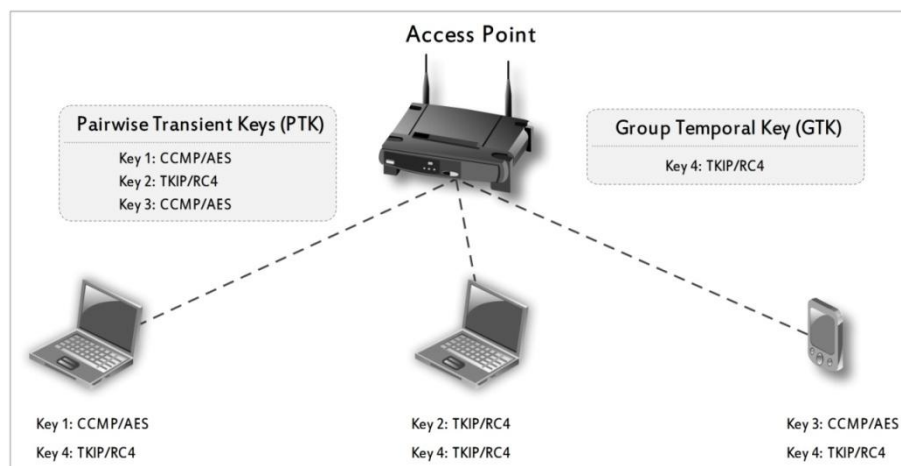 Access Point
Pairwise Transient Keys (PTK)
Key 1: CCMP/AES
Key 2: TKIP/RC4
Key 3: CCMP/AES
Group Temporal Key (GTK)
Key 4: TKIP/RC4
Key 1: CCMP/AES
Key 4: TKIP/RC4
Key 2: TKIP/RC4
Key 4: TKIP/RC4
Key 3: CCMP/AES
Key 4: TKIP/RC4